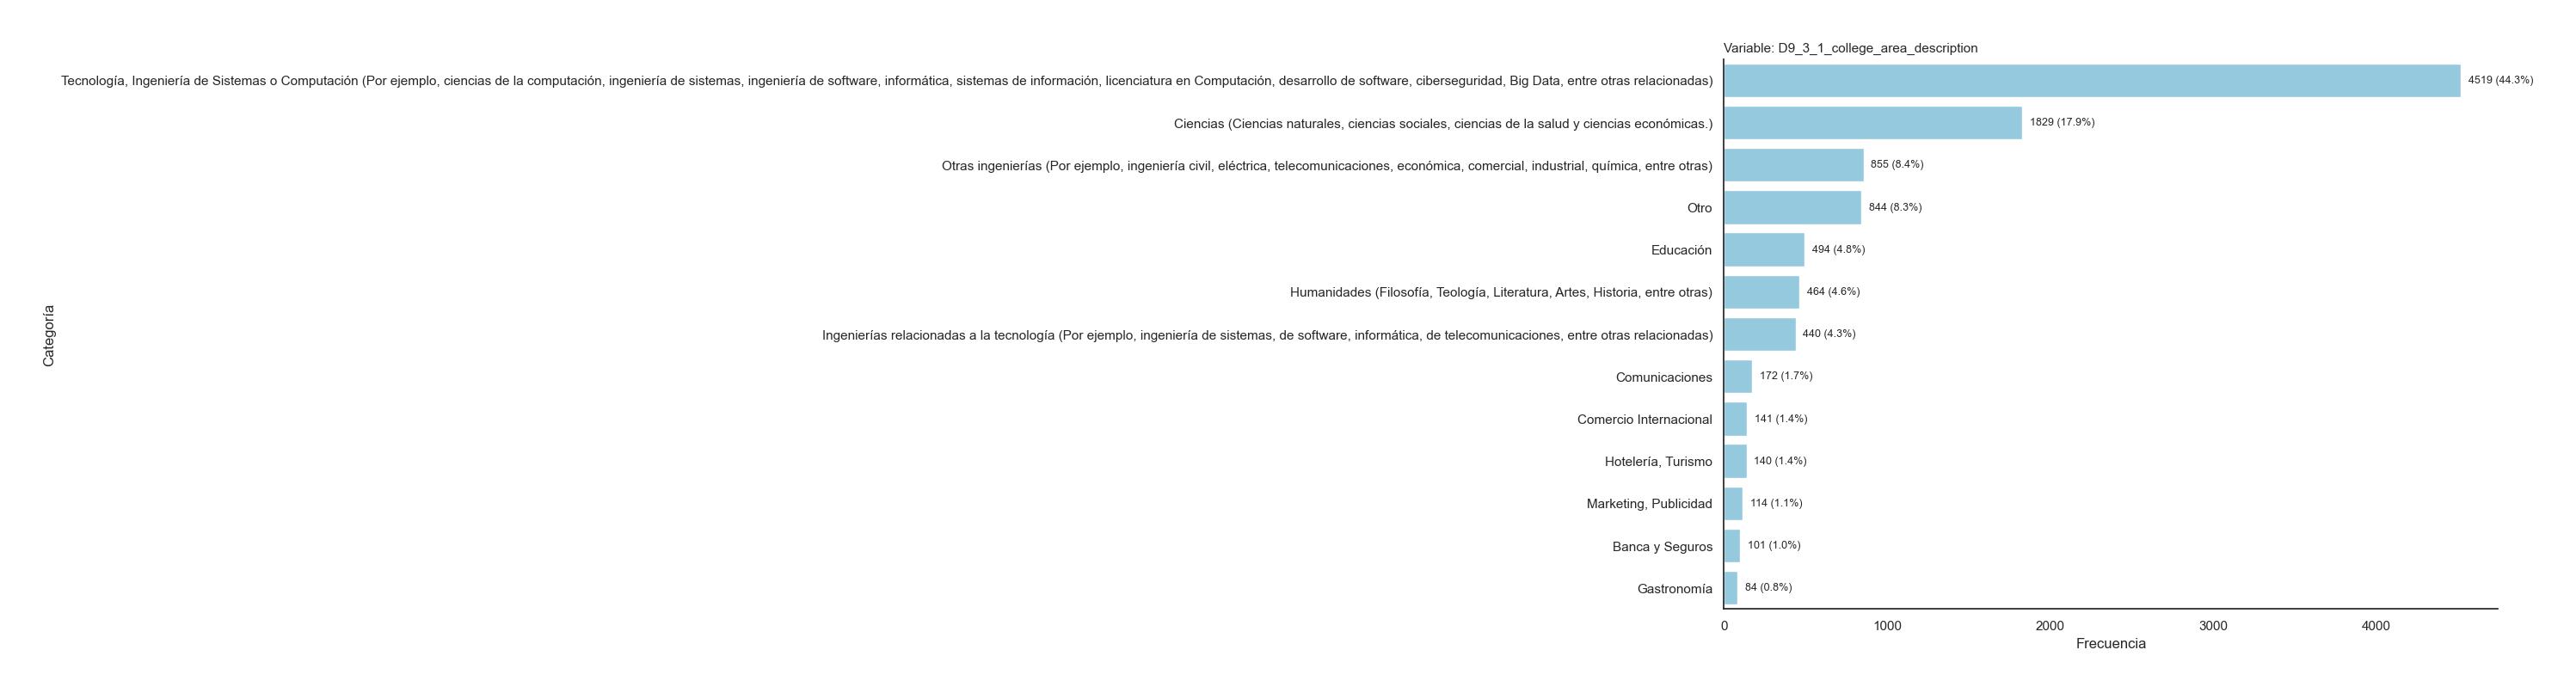 Variable: D9_3_1_college_area_description
Tecnología, Ingeniería de Sistemas o Computación (Por ejemplo, ciencias de la computación, ingeniería de sistemas, ingeniería de software, informática, sistemas de información, licenciatura en Computación, desarrollo de software, ciberseguridad, Big Data, entre otras relacionadas)
4519 (44.3%)
Ciencias (Ciencias naturales, ciencias sociales, ciencias de la salud y ciencias económicas.)
1829 (17.9%)
Otras ingenierías (Por ejemplo, ingeniería civil, eléctrica, telecomunicaciones, económica, comercial, industrial, química, entre otras)
855 (8.4%)
Otro
844 (8.3%)
Educación
494 (4.8%)
Humanidades (Filosofía, Teología, Literatura, Artes, Historia, entre otras)
464 (4.6%)
Ingenierías relacionadas a la tecnología (Por ejemplo, ingeniería de sistemas, de software, informática, de telecomunicaciones, entre otras relacionadas)
440 (4.3%)
Comunicaciones
172 (1.7%)
Comercio Internacional
141 (1.4%)
Hotelería, Turismo
140 (1.4%)
Marketing, Publicidad
114 (1.1%)
Banca y Seguros
101 (1.0%)
Gastronomía
84 (0.8%)
Categoría
0 1000 2000 3000 4000
Frecuencia